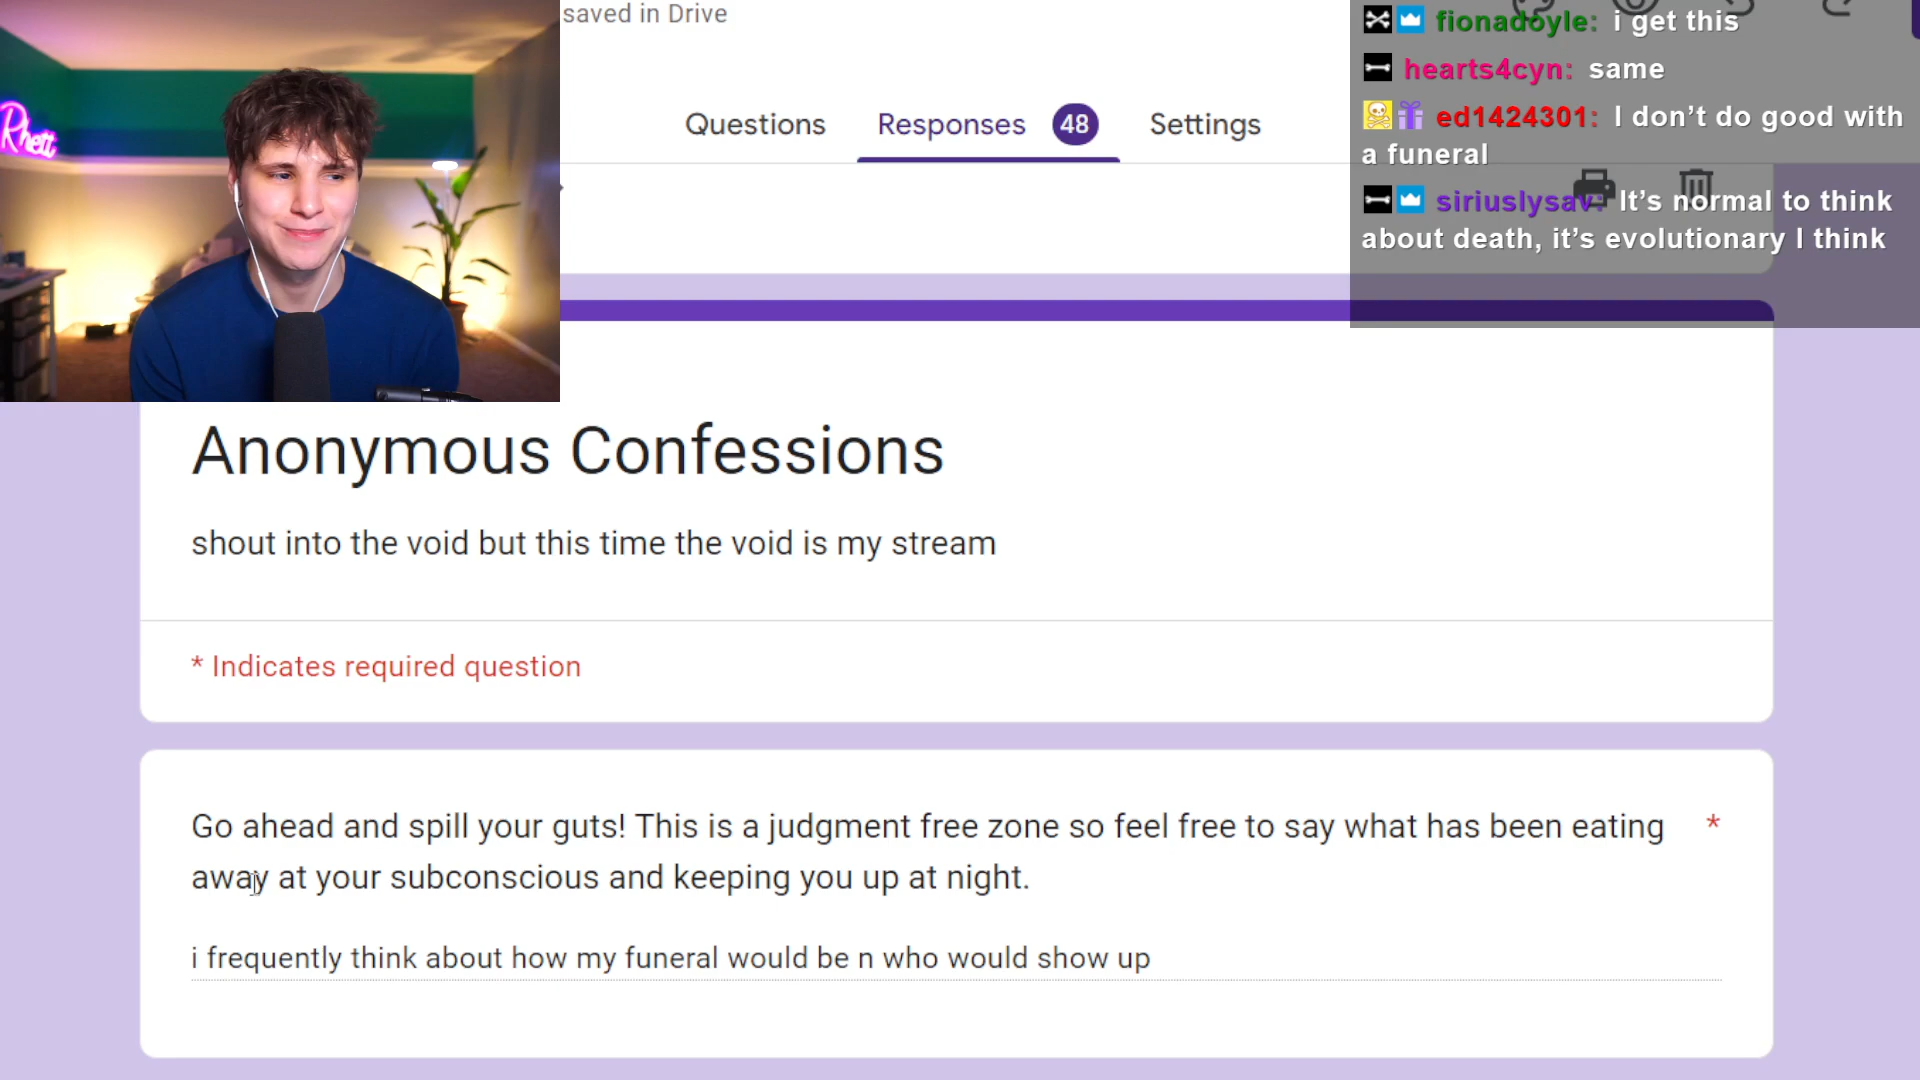 saved in Drive
Rhett
Questions
Responses
48
Settings
fionadoyle: i get this
hearts4cyn: same
ed1424301: I don’t do good with
a funeral
siriuslysav: It’s normal to think
about death, it’s evolutionary I think
Anonymous Confessions
shout into the void but this time the void is my stream
* Indicates required question
Go ahead and spill your guts! This is a judgment free zone so feel free to say what has been eating *
away at your subconscious and keeping you up at night.
i frequently think about how my funeral would be n who would show up